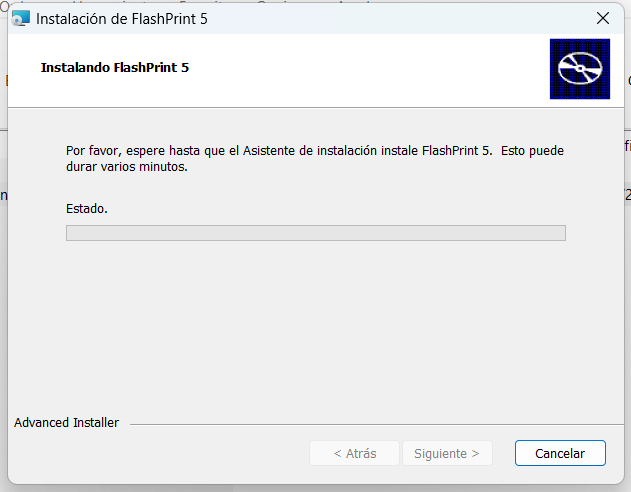 Instalación de FlashPrint 5
Instalando FlashPrint 5
Por favor, espere hasta que el Asistente de instalación instale FlashPrint 5.  Esto puede
durar varios minutos.
Estado.
Advanced Installer
< Atrás
Siguiente >
Cancelar